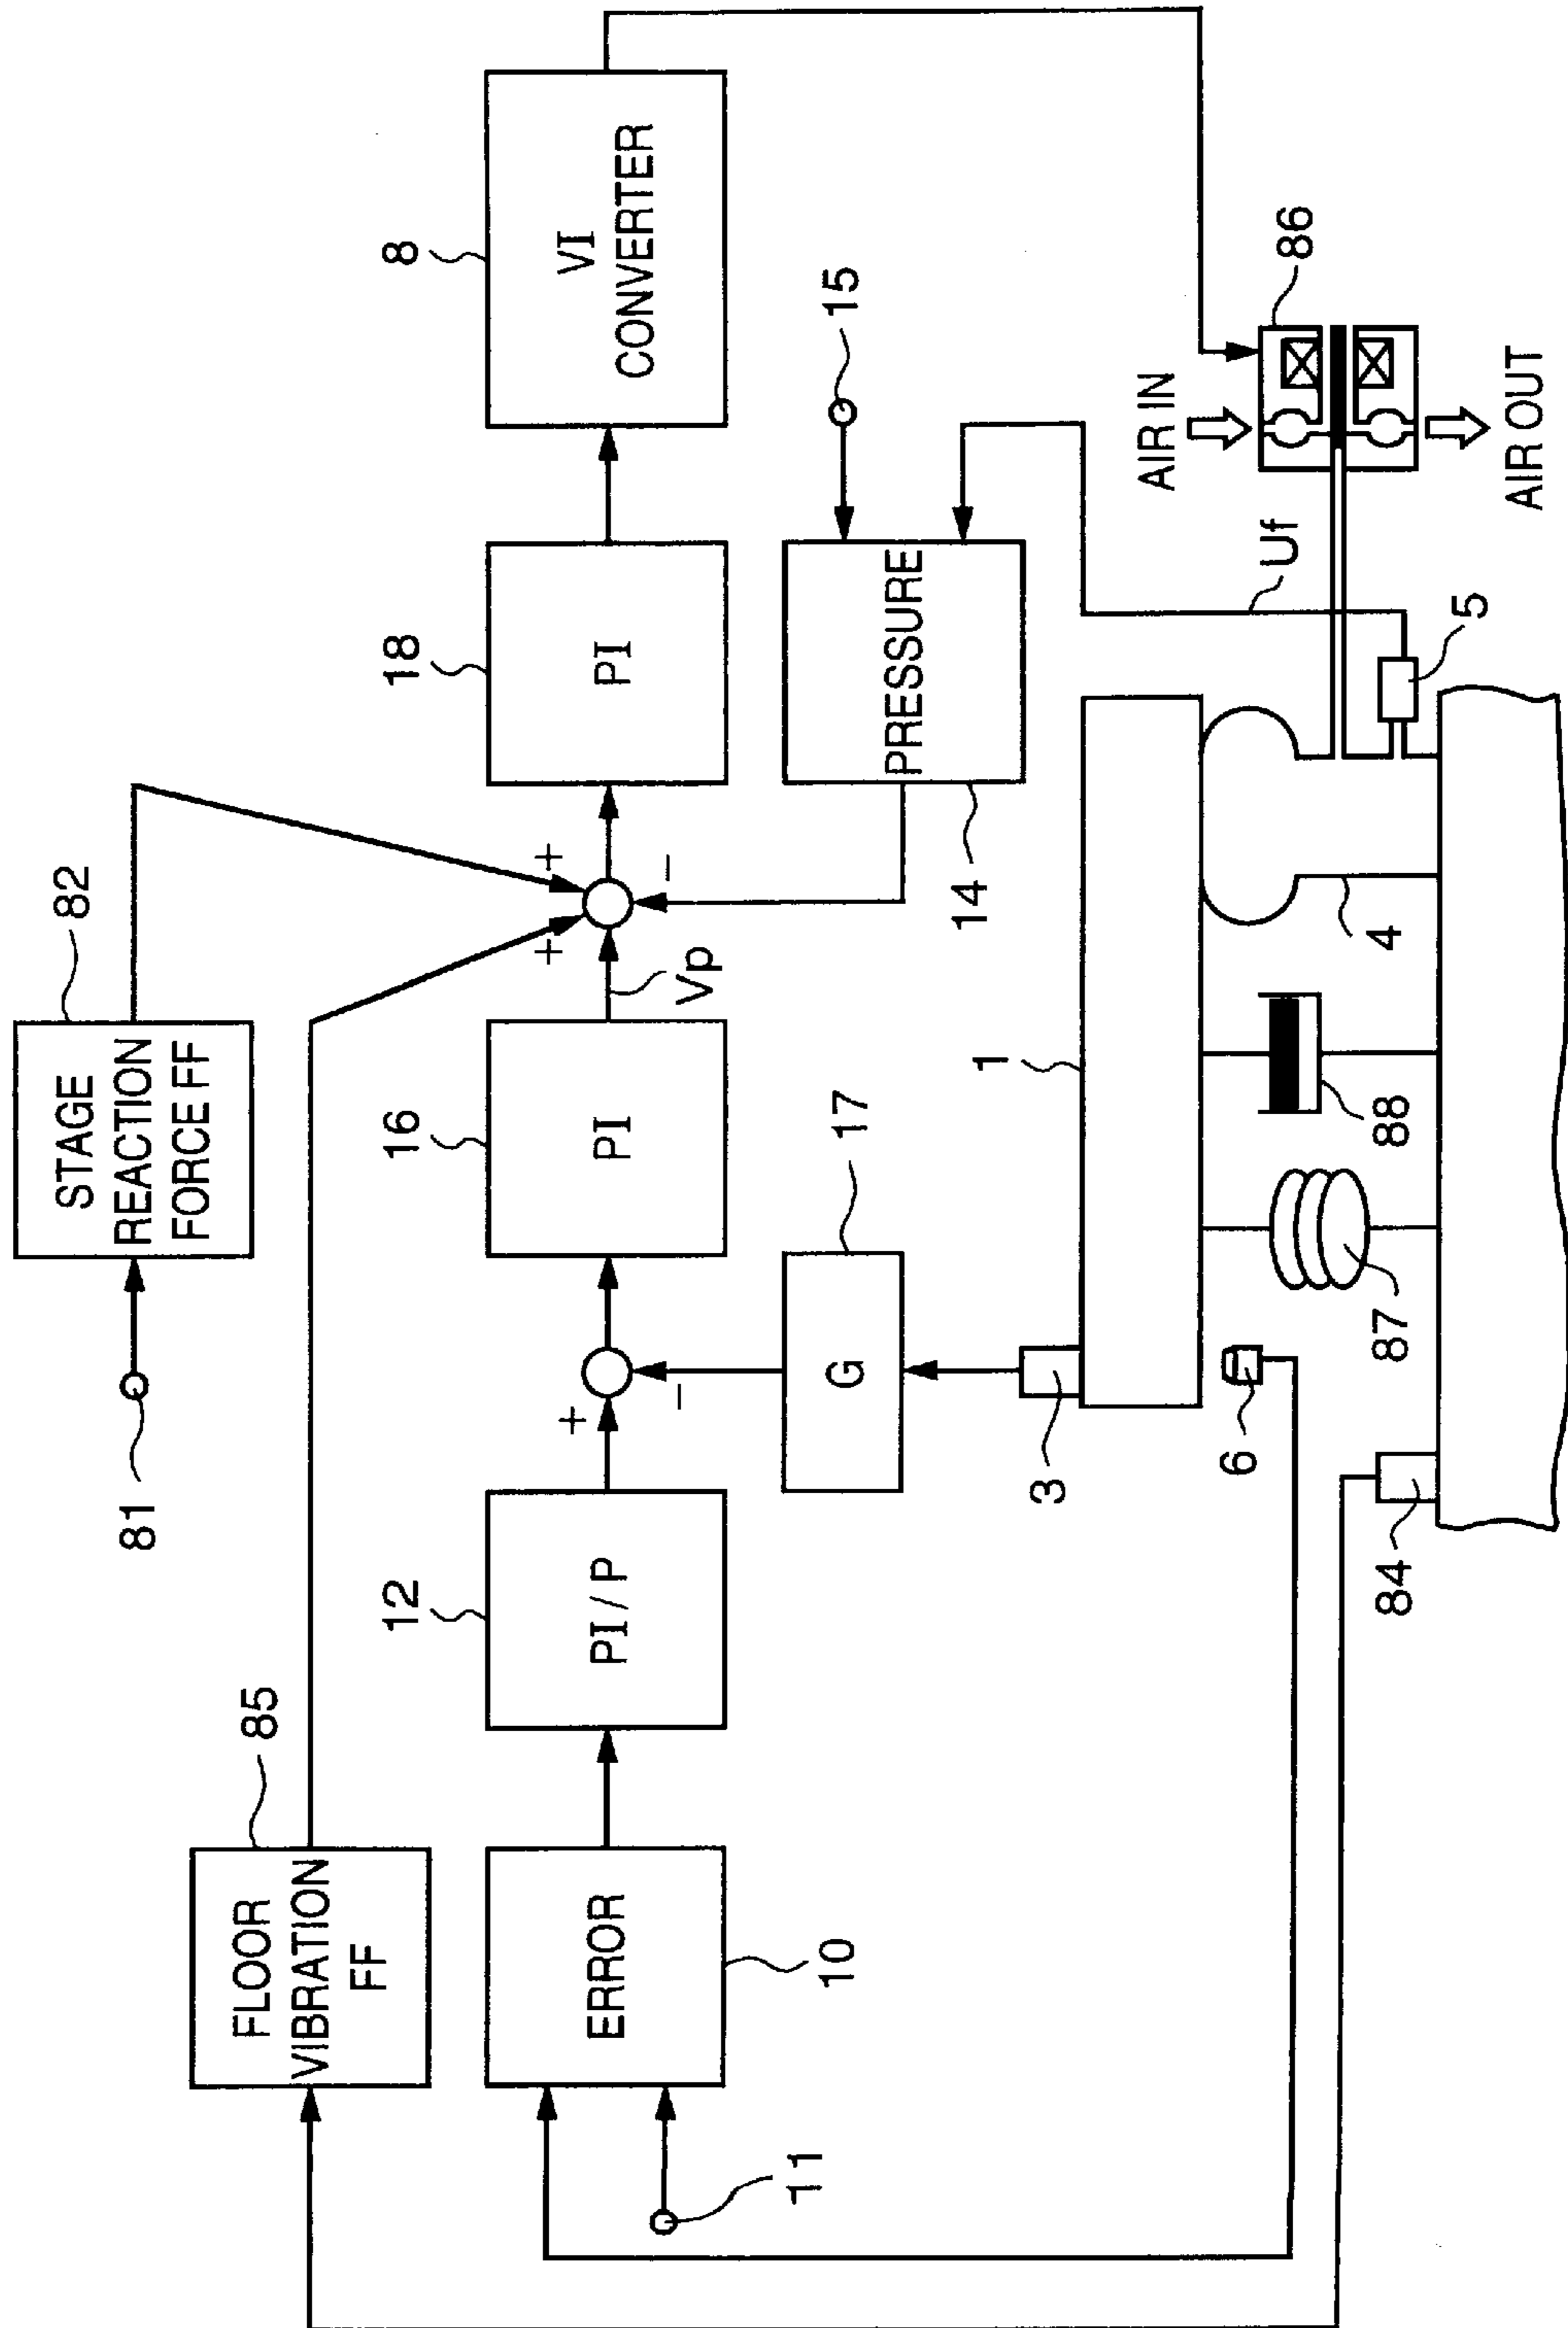 81
STAGE
REACTION
FORCE FF
82
FLOOR
VIBRATION
FF
85
11
ERROR
10
PI/P
12
+
−
PI
16
Vp
+
+
−
PI
18
VI
CONVERTER
8
G
17
PRESSURE
14
15
3
1
6
84
87
88
4
5
Uf
AIR IN
86
AIR OUT